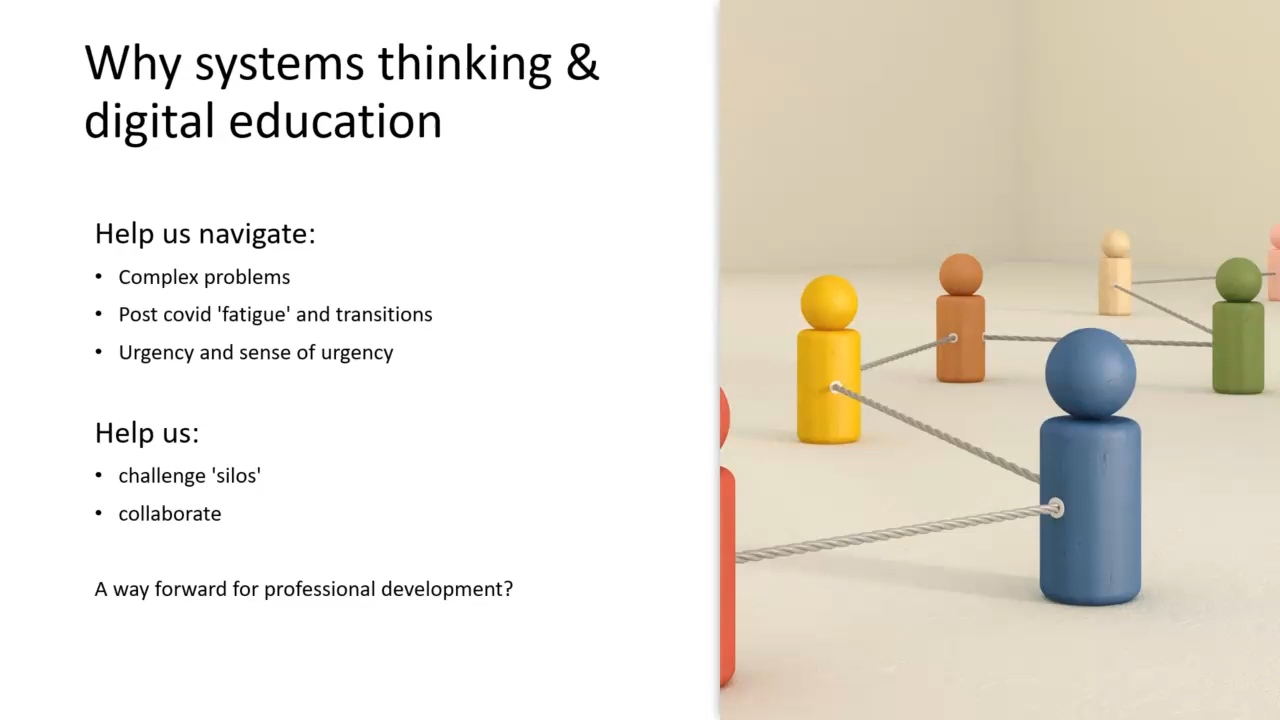 Why systems thinking &
digital education
Help us navigate:
• Complex problems
• Post covid 'fatigue' and transitions
• Urgency and sense of urgency
Help us:
• challenge 'silos'
• collaborate
A way forward for professional development?